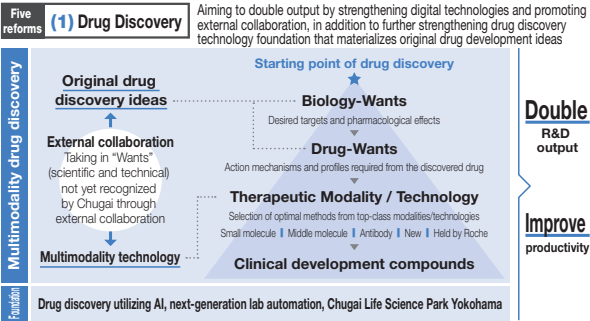 Five
reforms
(1) Drug Discovery
Aiming to double output by strengthening digital technologies and promoting
external collaboration, in addition to further strengthening drug discovery
technology foundation that materializes original drug development ideas
Multimodality drug discovery
Original drug
discovery ideas
External collaboration
Taking in “Wants”
(scientific and technical)
not yet recognized
by Chugai through
external collaboration
Multimodality technology
Starting point of drug discovery
Biology-Wants
Desired targets and pharmacological effects
Drug-Wants
Action mechanisms and profiles required from the discovered drug
Therapeutic Modality / Technology
Selection of optimal methods from top-class modalities/technologies
Small molecule | Middle molecule | Antibody | New | Held by Roche
Clinical development compounds
Double
R&D
output
Improve
productivity
Foundation
Drug discovery utilizing AI, next-generation lab automation, Chugai Life Science Park Yokohama